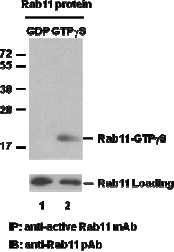 Rab11 protein
GDP GTPγS
72
55
36
28
17
Rab11-GTPγS
Rab11 Loading
1 2
IP: anti-active Rab11 mAb
IB: anti-Rab11 pAb